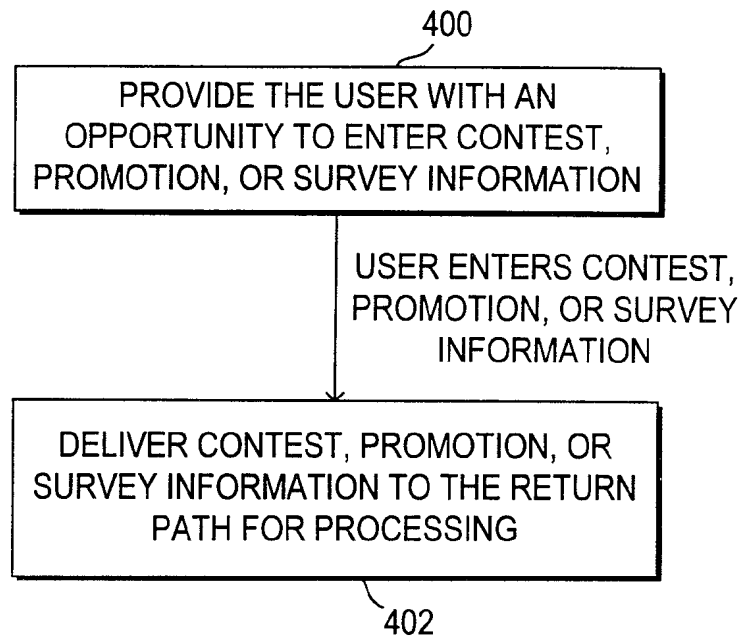 400
PROVIDE THE USER WITH AN
OPPORTUNITY TO ENTER CONTEST,
PROMOTION, OR SURVEY INFORMATION
USER ENTERS CONTEST,
PROMOTION, OR SURVEY
INFORMATION
DELIVER CONTEST, PROMOTION, OR
SURVEY INFORMATION TO THE RETURN
PATH FOR PROCESSING
402